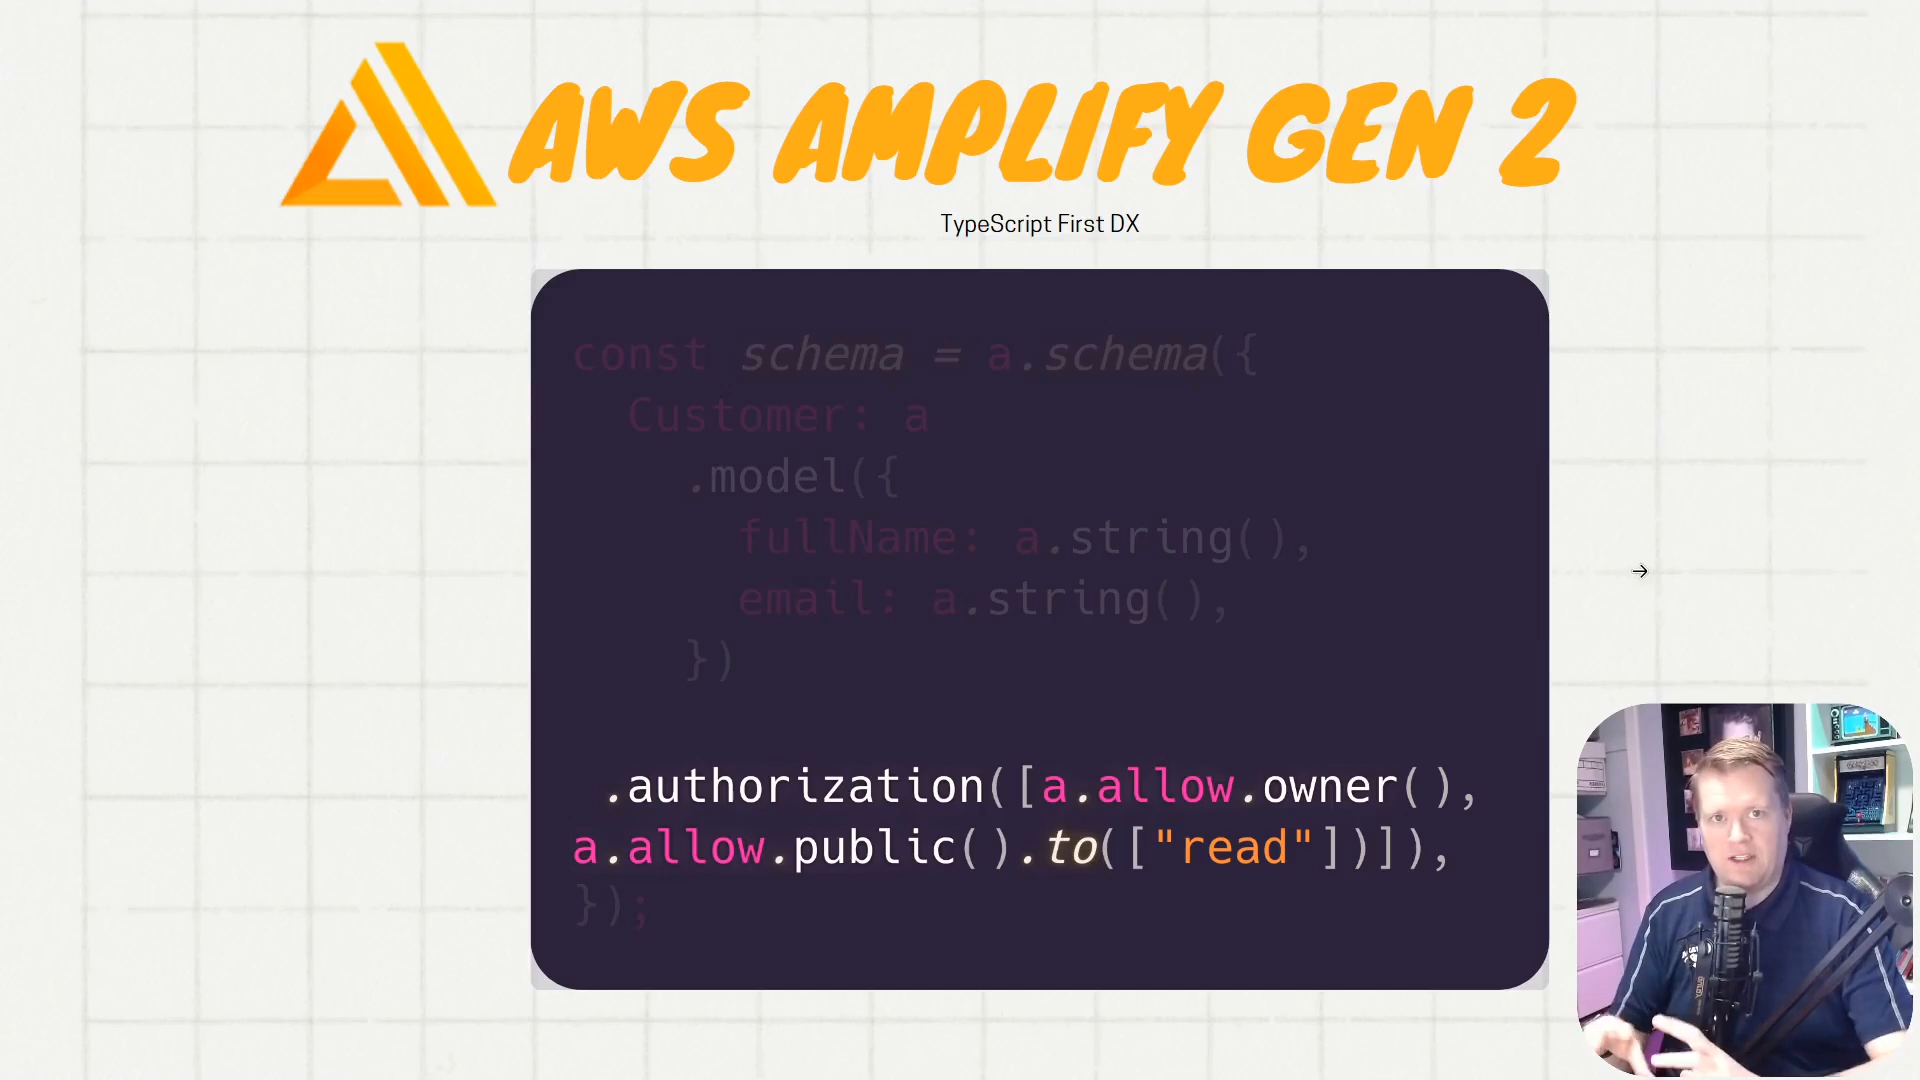 AWS AMPLIFY GEN 2
TypeScript First DX
const schema = a.schema({
Customer: a
.model({
fullName: a.string(),
email: a.string(),
})
.authorization([a.allow.owner(),
a.allow.public().to(["read"])]),
});